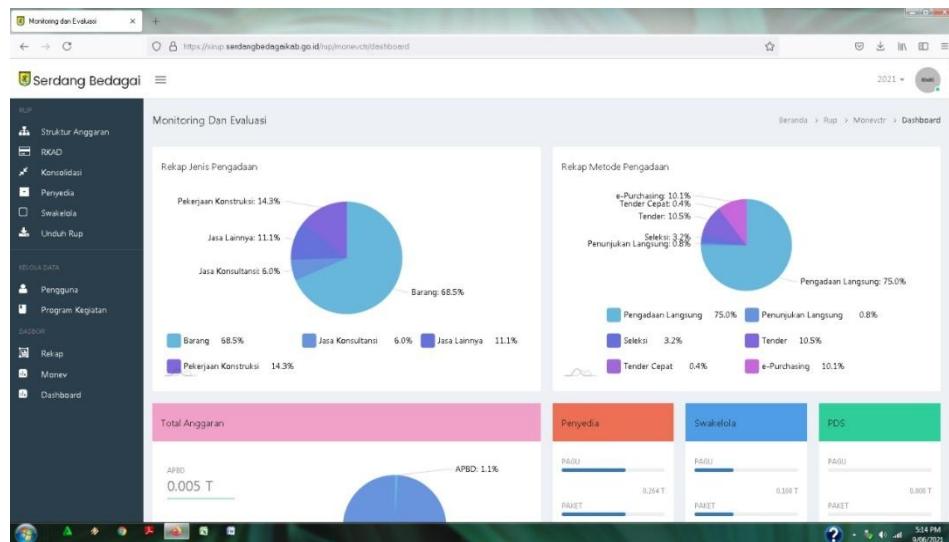 Monitoring dan Evaluasi
https://sirup.serdangbedagaikab.go.id/rup/monevctr/dashboard
Serdang Bedagai
2021
RUP
Struktur Anggaran
RKAD
Konsolidasi
Penyedia
Swakelola
Unduh Rup
KELOLA DATA
Pengguna
Program Kegiatan
DASBOR
Rekap
Monev
Dashboard
Monitoring Dan Evaluasi
Beranda > Rup > Monevctr > Dashboard
Rekap Jenis Pengadaan
Pekerjaan Konstruksi: 14.3%
Jasa Lainnya: 11.1%
Jasa Konsultansi: 6.0%
Barang: 68.5%
Barang 68.5%
Jasa Konsultansi 6.0%
Jasa Lainnya 11.1%
Pekerjaan Konstruksi 14.3%
Rekap Metode Pengadaan
e-Purchasing: 10.1%
Tender Cepat: 0.4%
Tender: 10.5%
Seleksi: 3.2%
Penunjukan Langsung: 0.8%
Pengadaan Langsung: 75.0%
Pengadaan Langsung 75.0%
Penunjukan Langsung 0.8%
Seleksi 3.2%
Tender 10.5%
Tender Cepat 0.4%
e-Purchasing 10.1%
Total Anggaran
APBD
0.005 T
APBD: 1.1%
Penyedia
PAGU
0.264 T
PAKET
Swakelola
PAGU
0.100 T
PAKET
PDS
PAGU
0.000 T
PAKET
5:14 PM
9/06/2021